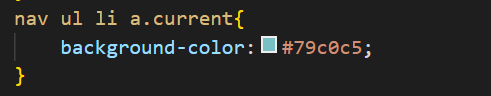 nav ul li a.current{
    background-color: #79c0c5;
}